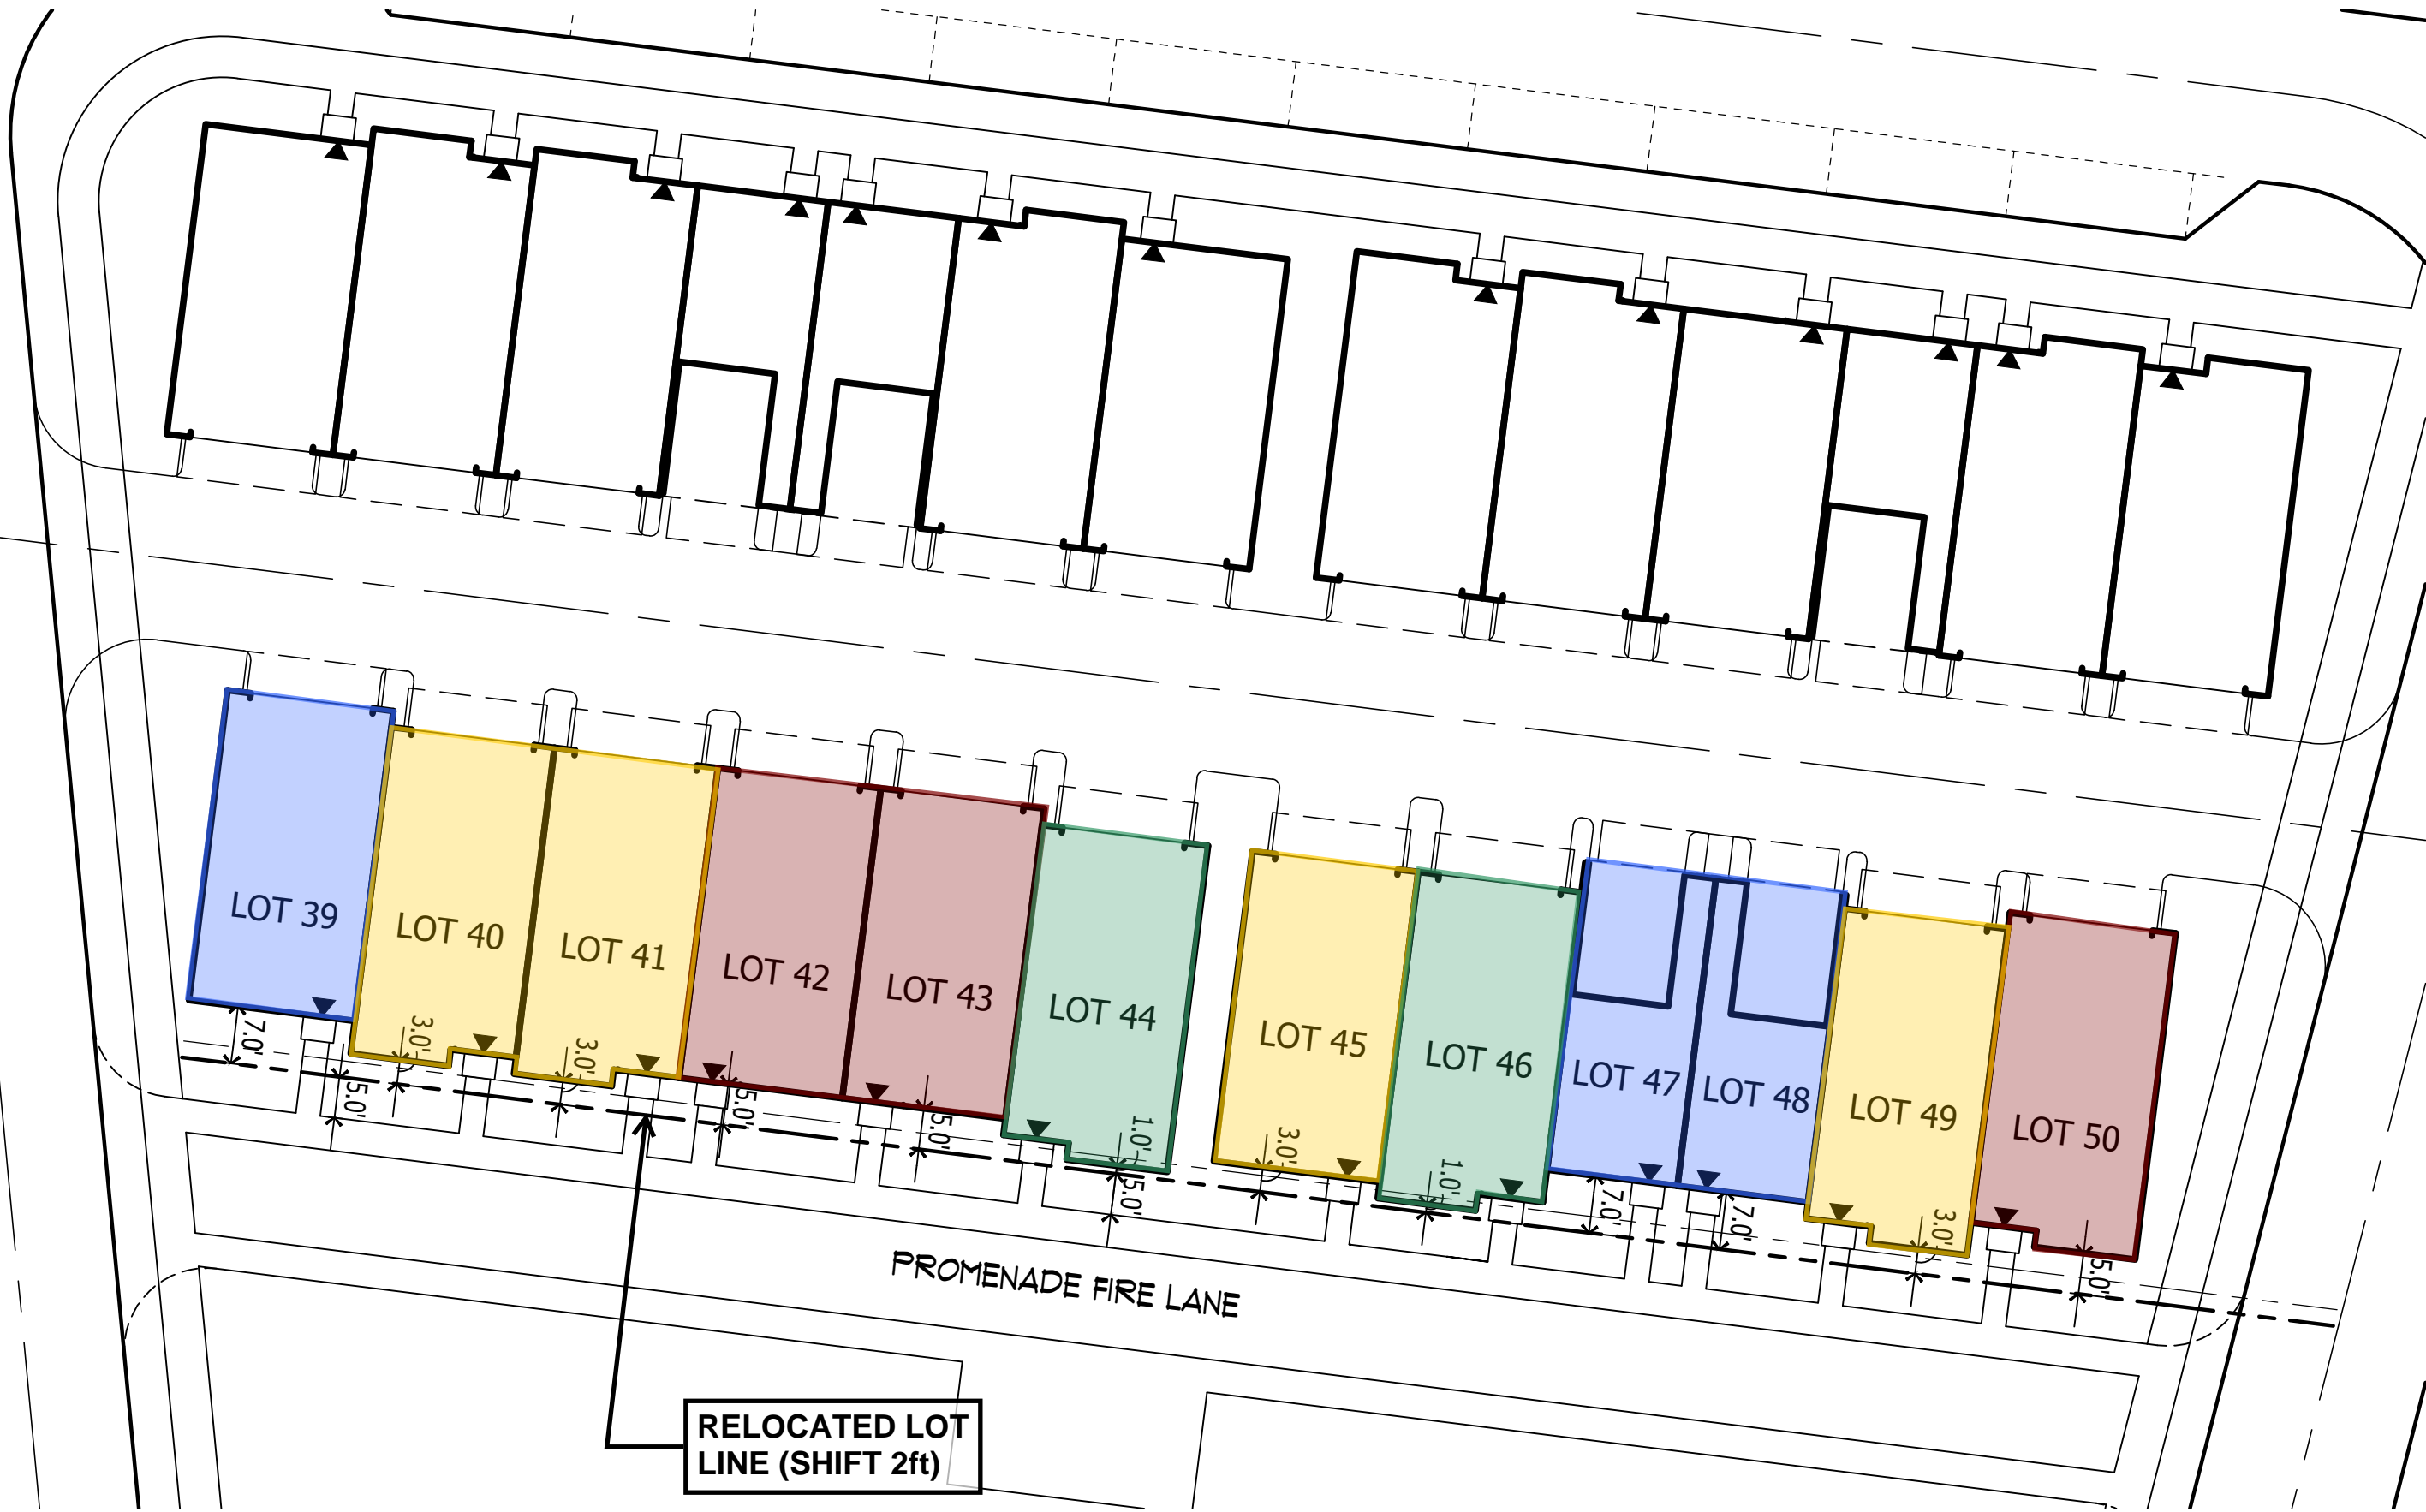 LOT 39
LOT 40
LOT 41
LOT 42
LOT 43
LOT 44
LOT 45
LOT 46
LOT 47
LOT 48
LOT 49
LOT 50
7.0'
5.0'
3.0'
3.0'
5.0'
5.0'
1.0'
5.0'
3.0'
1.0'
7.0'
7.0'
3.0'
5.0'
PROMENADE FIRE LANE
RELOCATED LOT
LINE (SHIFT 2ft)